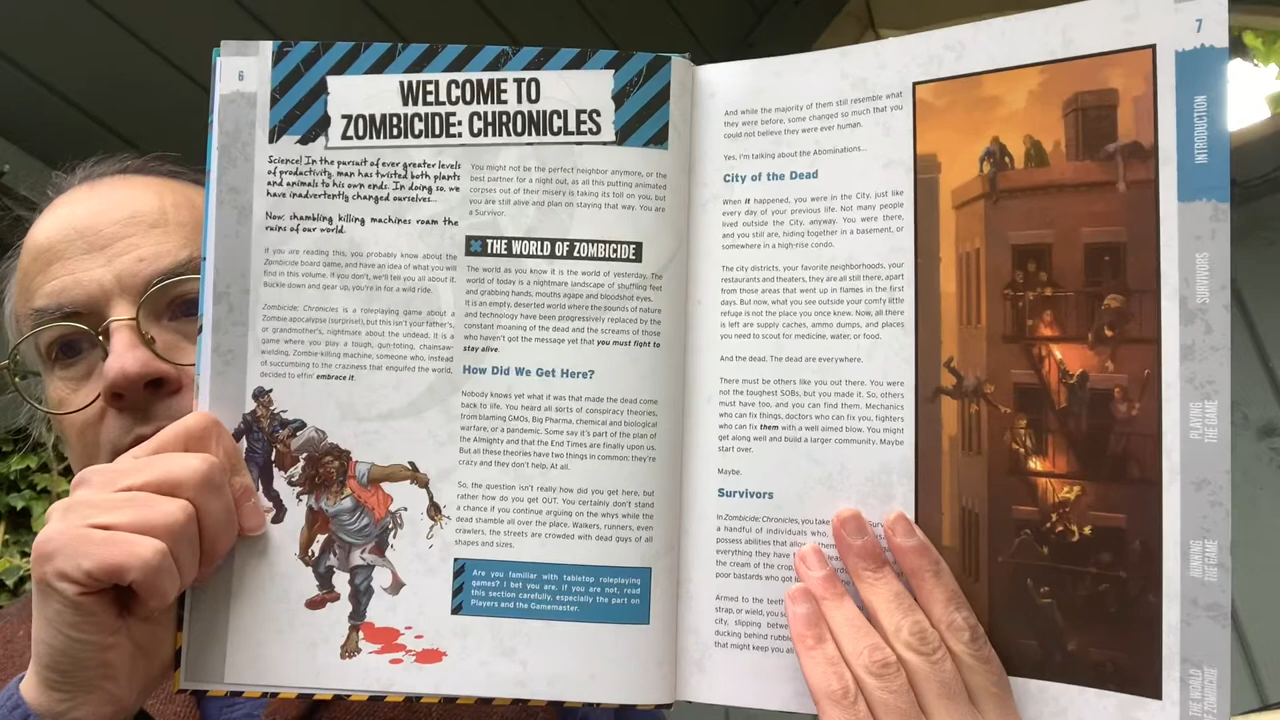 6
WELCOME TO
ZOMBICIDE: CHRONICLES
Science! In the pursuit of ever greater levels
of productivity, man has twisted both plants
and animals to his own ends. In doing so, we
have inadvertently changed ourselves...
Now, shambling killing machines roam the
ruins of our world.
If you are reading this, you probably know about the
Zombicide board game, and have an idea of what you will
find in this volume. If you don't, we'll tell you all about it.
Buckle down and gear up, you're in for a wild ride.
Zombicide: Chronicles is a roleplaying game about a
Zombie apocalypse (surprise!), but this isn't your father's,
or grandmother's, nightmare about the undead. It is a
game where you play a tough, gun-toting, chainsaw-
wielding, Zombie-killing machine, someone who, instead
of succumbing to the craziness that engulfed the world,
decided to effin' embrace it.
You might not be the perfect neighbor anymore, or the
best partner for a night out, as all this putting animated
corpses out of their misery is taking its toll on you, but
you are still alive and plan on staying that way. You are
a Survivor.
THE WORLD OF ZOMBICIDE
The world as you know it is the world of yesterday. The
world of today is a nightmare landscape of shuffling feet
and grabbing hands, mouths agape and bloodshot eyes.
It is an empty, deserted world where the sounds of nature
and technology have been progressively replaced by the
constant moaning of the dead and the screams of those
who haven't got the message yet that you must fight to
stay alive.
How Did We Get Here?
Nobody knows yet what it was that made the dead come
back to life. You heard all sorts of conspiracy theories,
from blaming GMOs, Big Pharma, chemical and biological
warfare, or a pandemic. Some say it's part of the plan of
the Almighty and that the End Times are finally upon us.
But all these theories have two things in common: they're
crazy and they don't help. At all.
So, the question isn't really how did you get here, but
rather how do you get OUT. You certainly don't stand
a chance if you continue arguing on the whys while the
dead shamble all over the place. Walkers, runners, even
crawlers, the streets are crowded with dead guys of all
shapes and sizes.
Are you familiar with tabletop roleplaying
games? I bet you are. If you are not, read
this section carefully, especially the part on
Players and the Gamemaster.
And while the majority of them still resemble what
they were before, some changed so much that you
could not believe they were ever human.
Yes, I'm talking about the Abominations...
City of the Dead
When it happened, you were in the City, just like
every day of your previous life. Not many people
lived outside the City, anyway. You were there,
and you still are, hiding together in a basement, or
somewhere in a high-rise condo.
The city districts, your favorite neighborhoods, your
restaurants and theaters, they are all still there, apart
from those areas that went up in flames in the first
days. But now, what you see outside your comfy little
refuge is not the place you once knew. Now, all there
is left are supply caches, ammo dumps, and places
you need to scout for medicine, water, or food.
And the dead. The dead are everywhere.
There must be others like you out there. You were
not the toughest SOBs, but you made it. So, others
must have too, and you can find them. Mechanics
who can fix things, doctors who can fix you, fighters
who can fix them with a well aimed blow. You might
get along well and build a larger community. Maybe
start over.
Maybe.
Survivors
In Zombicide: Chronicles, you take
a handful of individuals who,
possess abilities that allow them
everything they have
the cream of the crop,
poor bastards who got
Armed to the teeth
strap, or wield, you
city, slipping
ducking behind
that might keep you
7
INTRODUCTION
SURVIVORS
PLAYING
THE GAME
RUNNING
THE GAME
THE WORLD
OF ZOMBICIDE